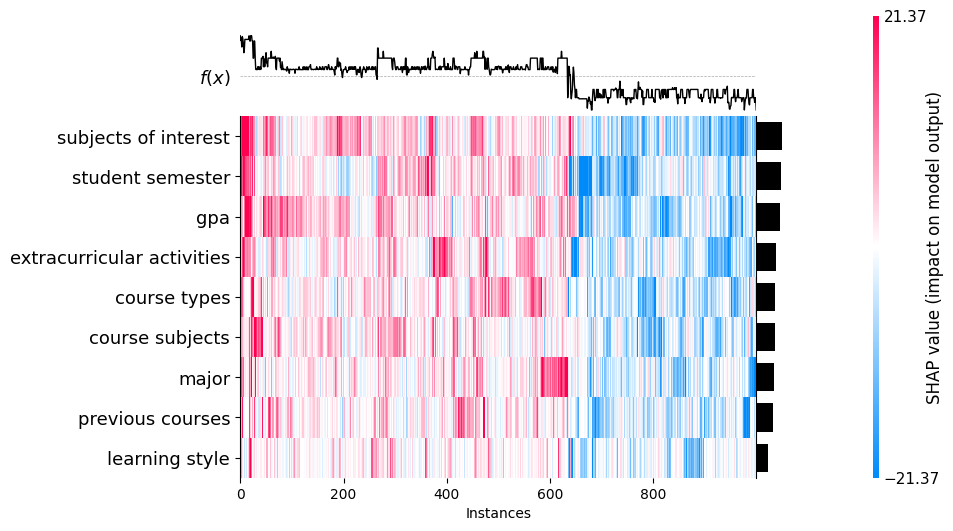 21.37
f(x)
subjects of interest
student semester
gpa
extracurricular activities
course types
course subjects
major
previous courses
learning style
0 200 400 600 800
Instances
SHAP value (impact on model output)
−21.37